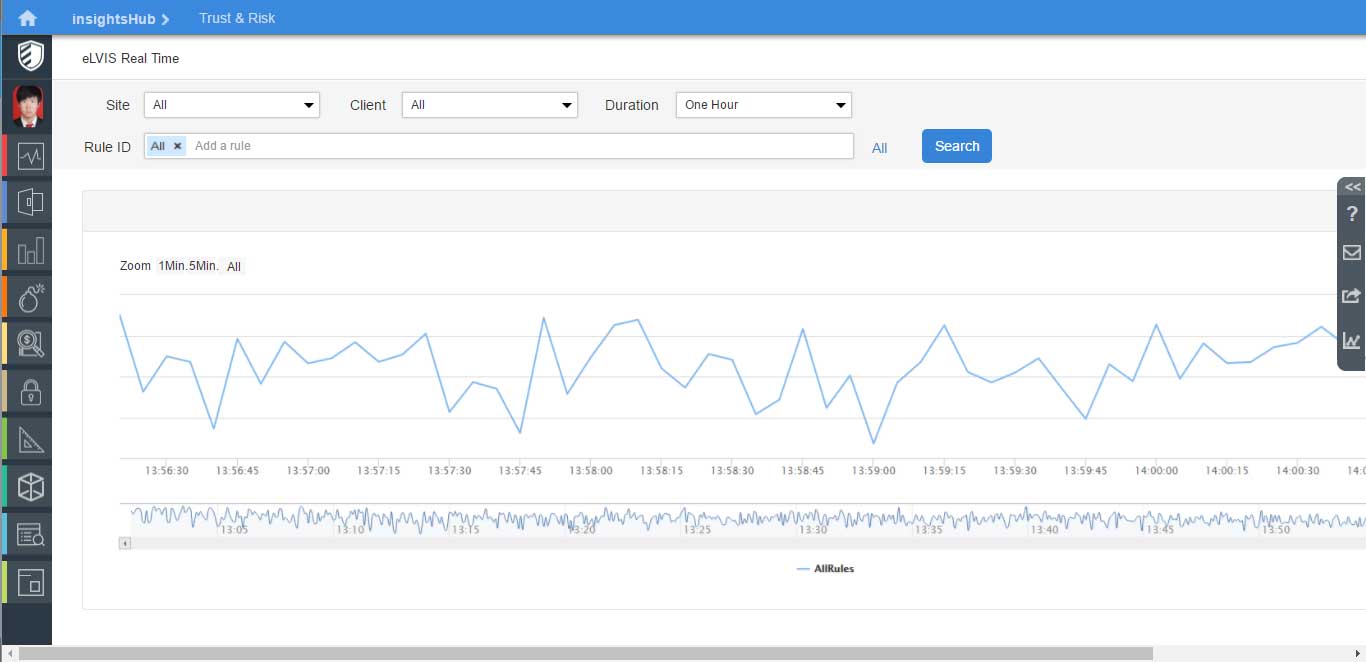 insightsHub Trust & Risk
eLVIS Real Time
Site All Client All Duration One Hour
Rule ID All × Add a rule All Search
<<
?
Zoom 1Min. 5Min. All
13:56:30 13:56:45 13:57:00 13:57:15 13:57:30 13:57:45 13:58:00 13:58:15 13:58:30 13:58:45 13:59:00 13:59:15 13:59:30 13:59:45 14:00:00 14:00:15 14:00:30 14:0
13:05 13:10 13:15 13:20 13:25 13:30 13:35 13:40 13:45 13:50
AllRules